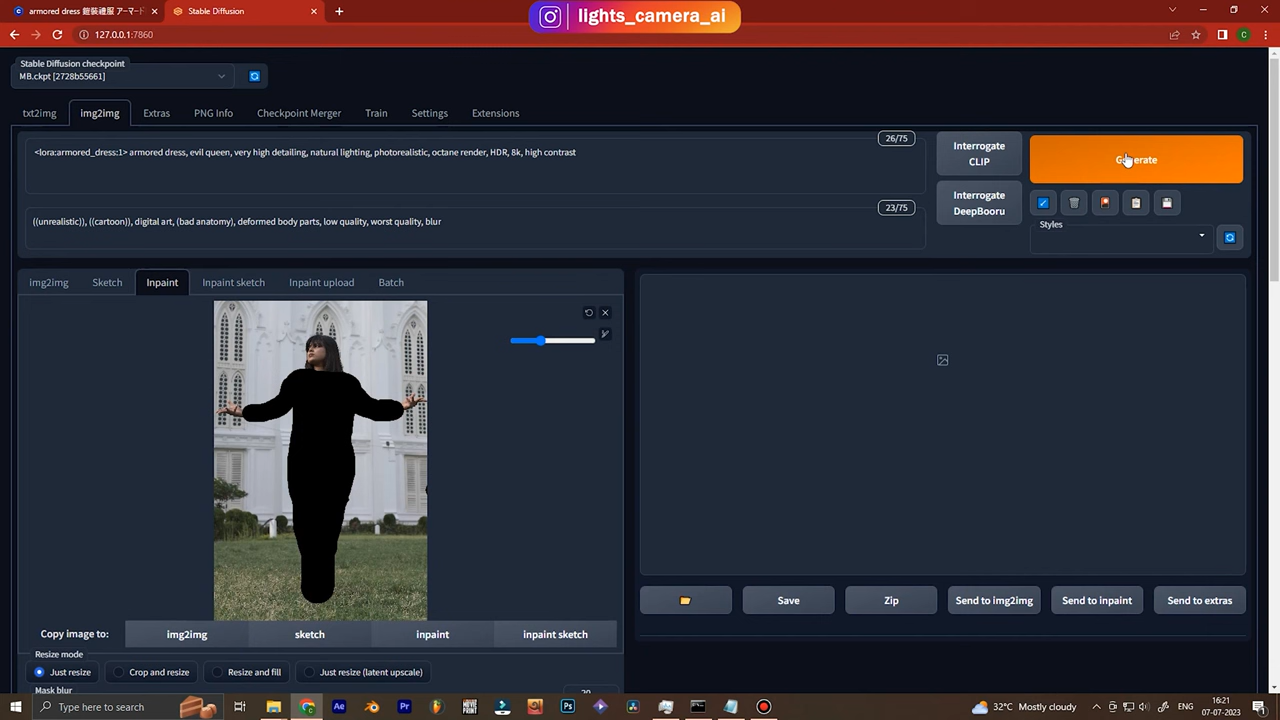 armored dress 鎧裝禮服 アーマード
Stable Diffusion
lights_camera_ai
127.0.0.1:7860
Stable Diffusion checkpoint
MB.ckpt [2728b55661]
txt2img
img2img
Extras
PNG Info
Checkpoint Merger
Train
Settings
Extensions
26/75
<lora:armored_dress:1> armored dress, evil queen, very high detailing, natural lighting, photorealistic, octane render, HDR, 8k, high contrast
Interrogate
CLIP
Generate
23/75
((unrealistic)), ((cartoon)), digital art, (bad anatomy), deformed body parts, low quality, worst quality, blur
Interrogate
DeepBooru
Styles
img2img
Sketch
Inpaint
Inpaint sketch
Inpaint upload
Batch
Save
Zip
Send to img2img
Send to inpaint
Send to extras
Copy image to:
img2img
sketch
inpaint
inpaint sketch
Resize mode
Just resize
Crop and resize
Resize and fill
Just resize (latent upscale)
Mask blur
20
Type here to search
32°C Mostly cloudy
ENG
16:21
07-07-2023